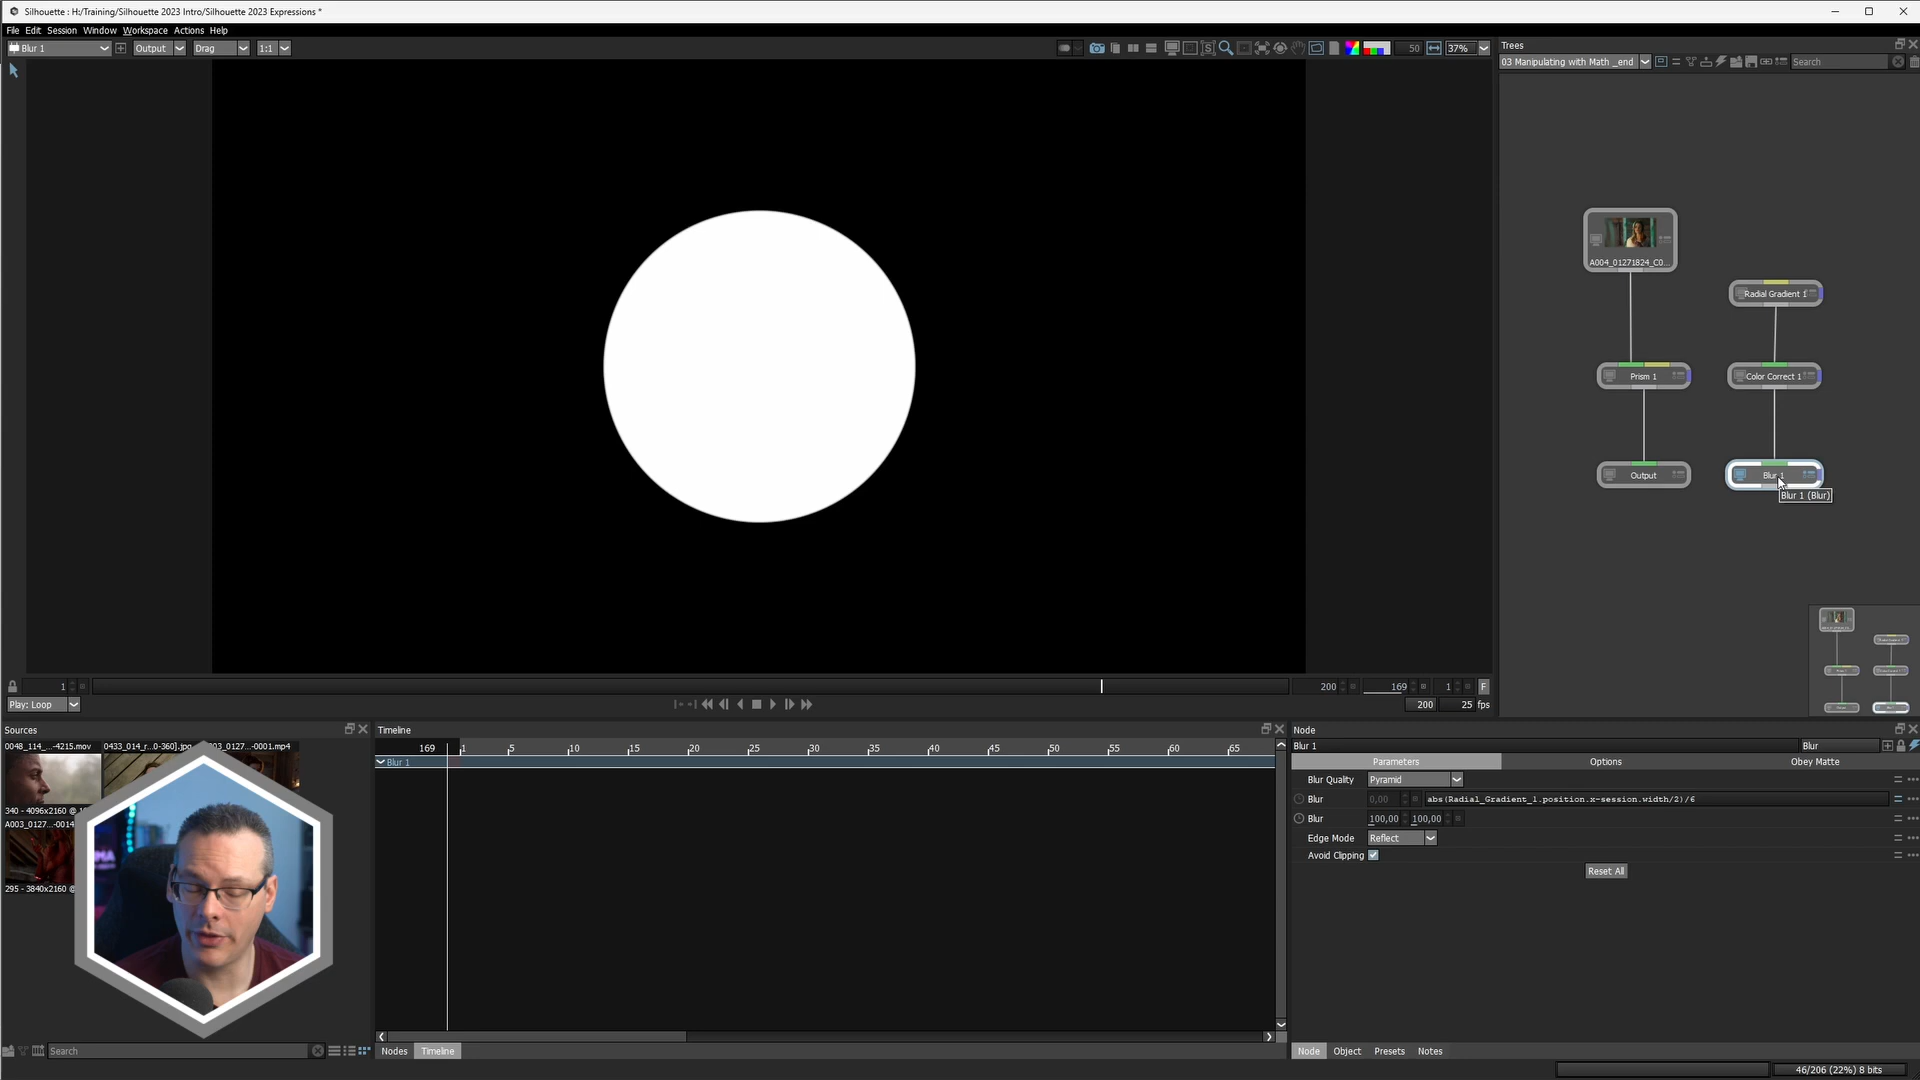 Silhouette : H:/Training/Silhouette 2023 Intro/Silhouette 2023 Expressions *
File Edit Session Window Workspace Actions Help
Blur 1 Output Drag 1:1 50 37%
Trees
03 Manipulating with Math _end Search
A004_01271824_C0...
Radial Gradient 1
Prism 1 Color Correct 1
Output Blur 1
Blur 1 (Blur)
1 200 169 1 F
Play: Loop 200 25 fps
Sources
0048_114_...-4215.mov 0433_014_r...0-360].jpg 003_0127...-0001.mp4
340 - 4096x2160 @
A003_0127...-0014
295 - 3840x2160 @
Search
Timeline
169 1 5 10 15 20 25 30 35 40 45 50 55 60 65
Blur 1
Nodes Timeline
Node
Blur 1 Blur
Parameters Options Obey Matte
Blur Quality Pyramid
Blur 0,00 abs(Radial_Gradient_1.position.x-session.width/2)/6
Blur 100,00 100,00
Edge Mode Reflect
Avoid Clipping
Reset All
Node Object Presets Notes
46/206 (22%) 8 bits